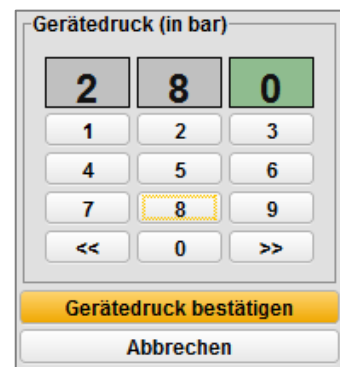 Gerätedruck (in bar)
2 8 0
1 2 3
4 5 6
7 8 9
<< 0 >>
Gerätedruck bestätigen
Abbrechen